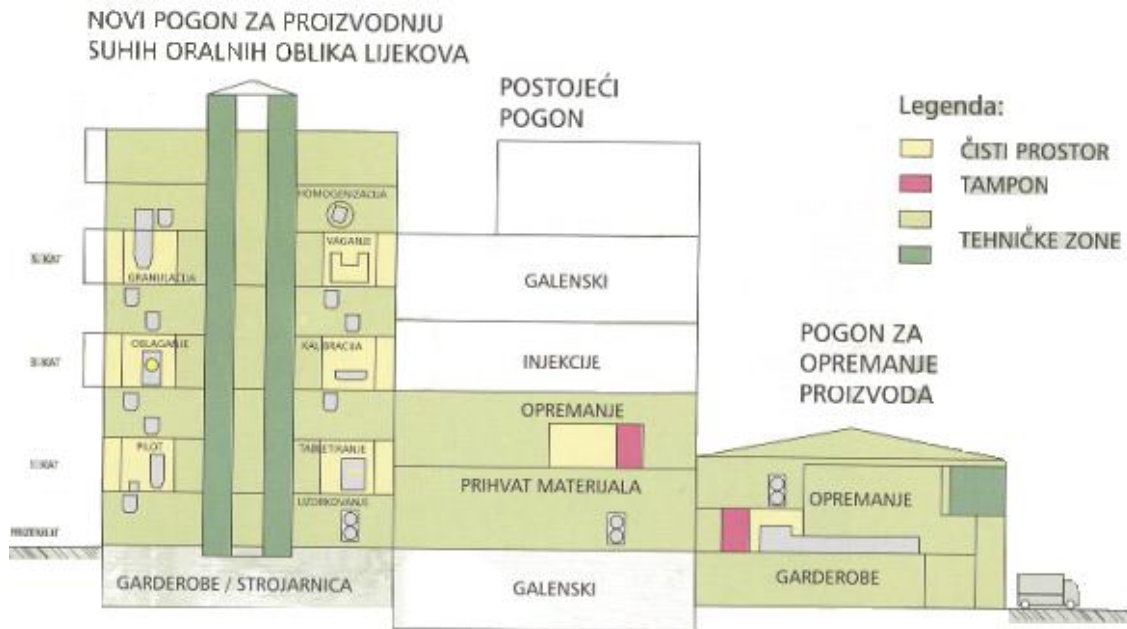 NOVI POGON ZA PROIZVODNJU
SUHIH ORALNIH OBLIKA LIJEKOVA
POSTOJEĆI
POGON
Legenda:
ČISTI PROSTOR
TAMPON
TEHNIČKE ZONE
HOMOGENIZACIJA
VAGANJE
GRANULACIJA
GALENSKI
OBLAGANJE
KALIBRACIJA
INJEKCIJE
POGON ZA
OPREMANJE
PROIZVODA
OPREMANJE
PILOT
TABLETIRANJE
PRIHVAT MATERIJALA
OPREMANJE
UZORKOVANJE
GARDEROBE / STROJARNICA
GALENSKI
GARDEROBE